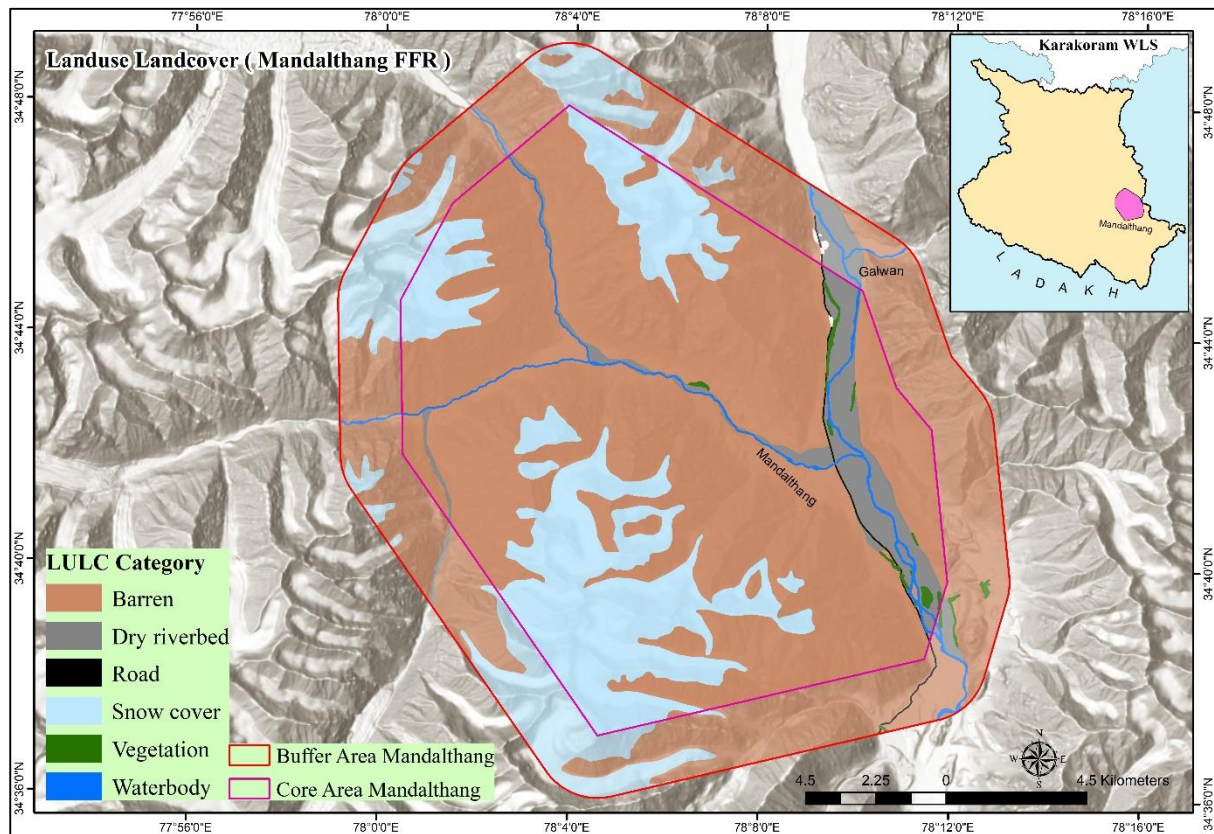 77°56'0"E 78°0'0"E 78°4'0"E 78°8'0"E 78°12'0"E 78°16'0"E
Landuse Landcover ( Mandalthang FFR )
Karakoram WLS
Mandalthang
LADAKH
34°48'0"N
34°44'0"N
34°40'0"N
34°36'0"N
34°48'0"N
34°44'0"N
34°40'0"N
34°36'0"N
Galwan
Mandalthang
LULC Category
Barren
Dry riverbed
Road
Snow cover
Vegetation
Waterbody
Buffer Area Mandalthang
Core Area Mandalthang
N
W E
S
4.5 2.25 0 4.5 Kilometers
77°56'0"E 78°0'0"E 78°4'0"E 78°8'0"E 78°12'0"E 78°16'0"E